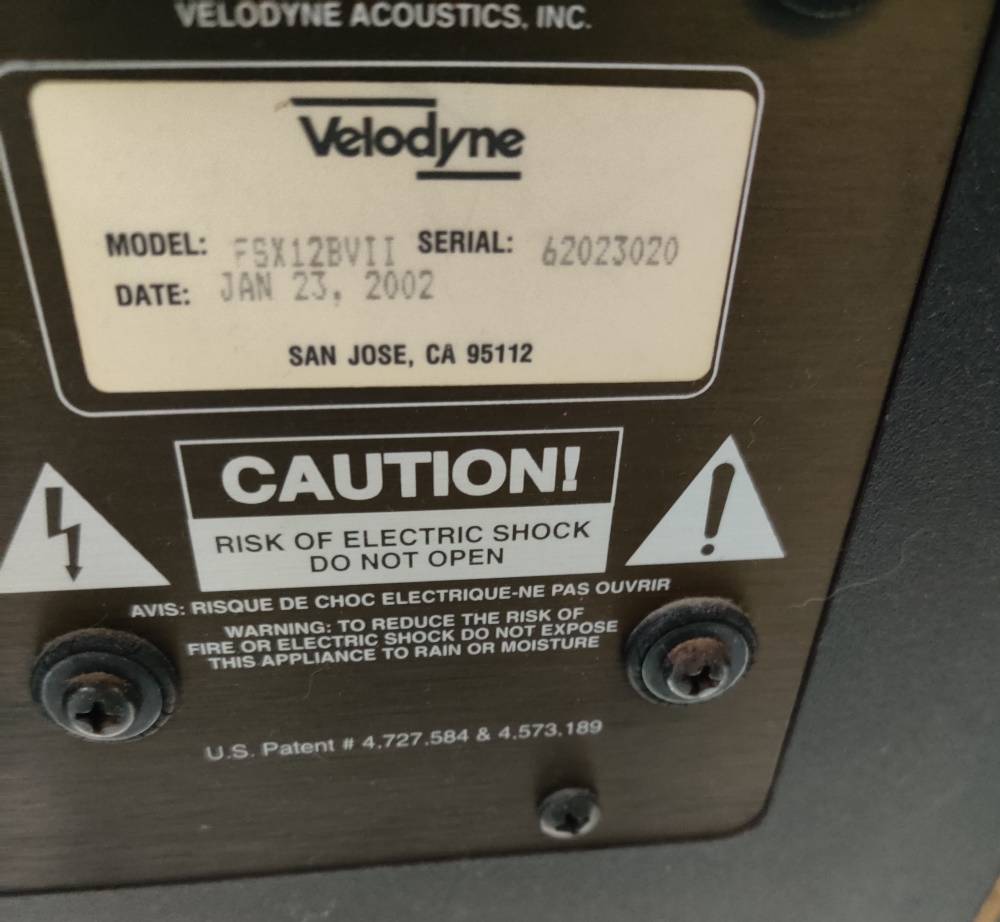 VELODYNE ACOUSTICS, INC.
Velodyne
MODEL: FSX12BVII SERIAL: 62023020
DATE: JAN 23, 2002
SAN JOSE, CA 95112
CAUTION!
RISK OF ELECTRIC SHOCK
DO NOT OPEN
AVIS: RISQUE DE CHOC ELECTRIQUE-NE PAS OUVRIR
WARNING: TO REDUCE THE RISK OF
FIRE OR ELECTRIC SHOCK DO NOT EXPOSE
THIS APPLIANCE TO RAIN OR MOISTURE
U.S. Patent # 4.727.584 & 4.573.189